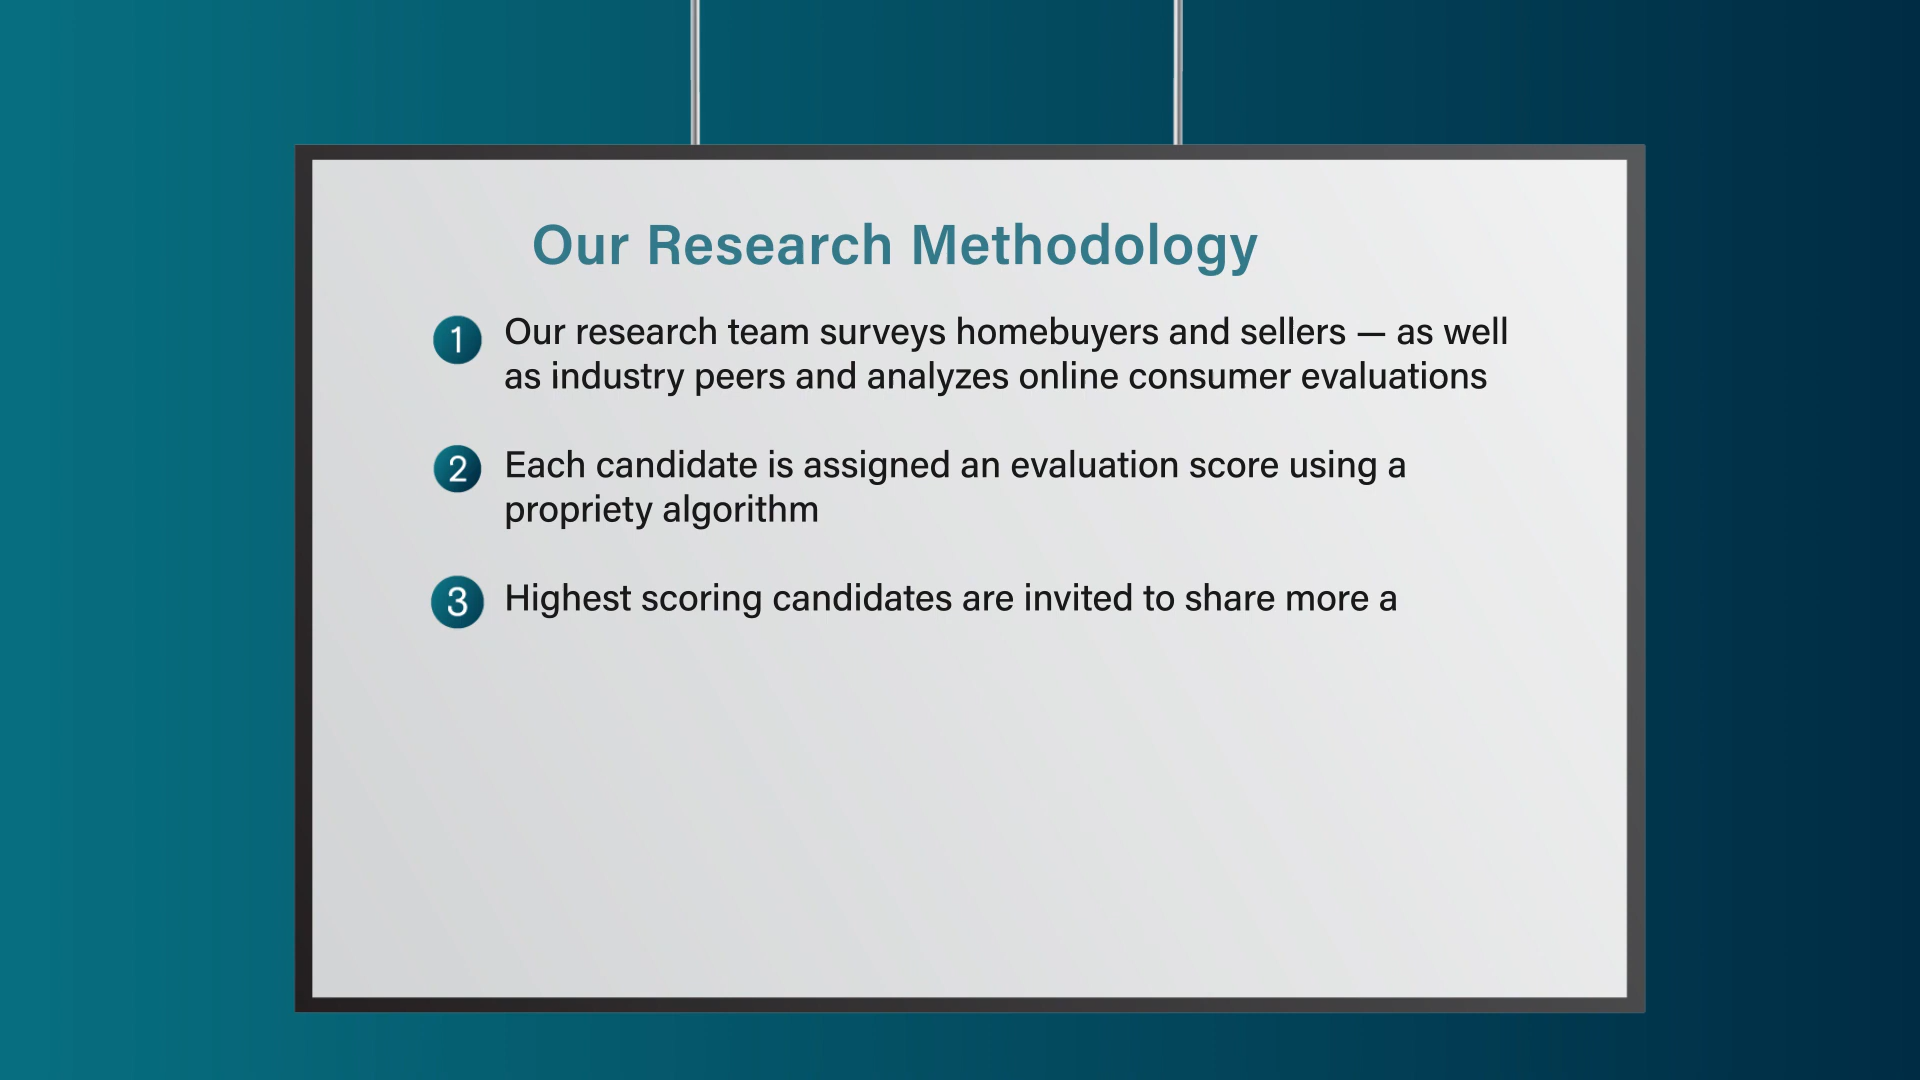 Our Research Methodology
1 Our research team surveys homebuyers and sellers — as well
as industry peers and analyzes online consumer evaluations
2 Each candidate is assigned an evaluation score using a
propriety algorithm
3 Highest scoring candidates are invited to share more a